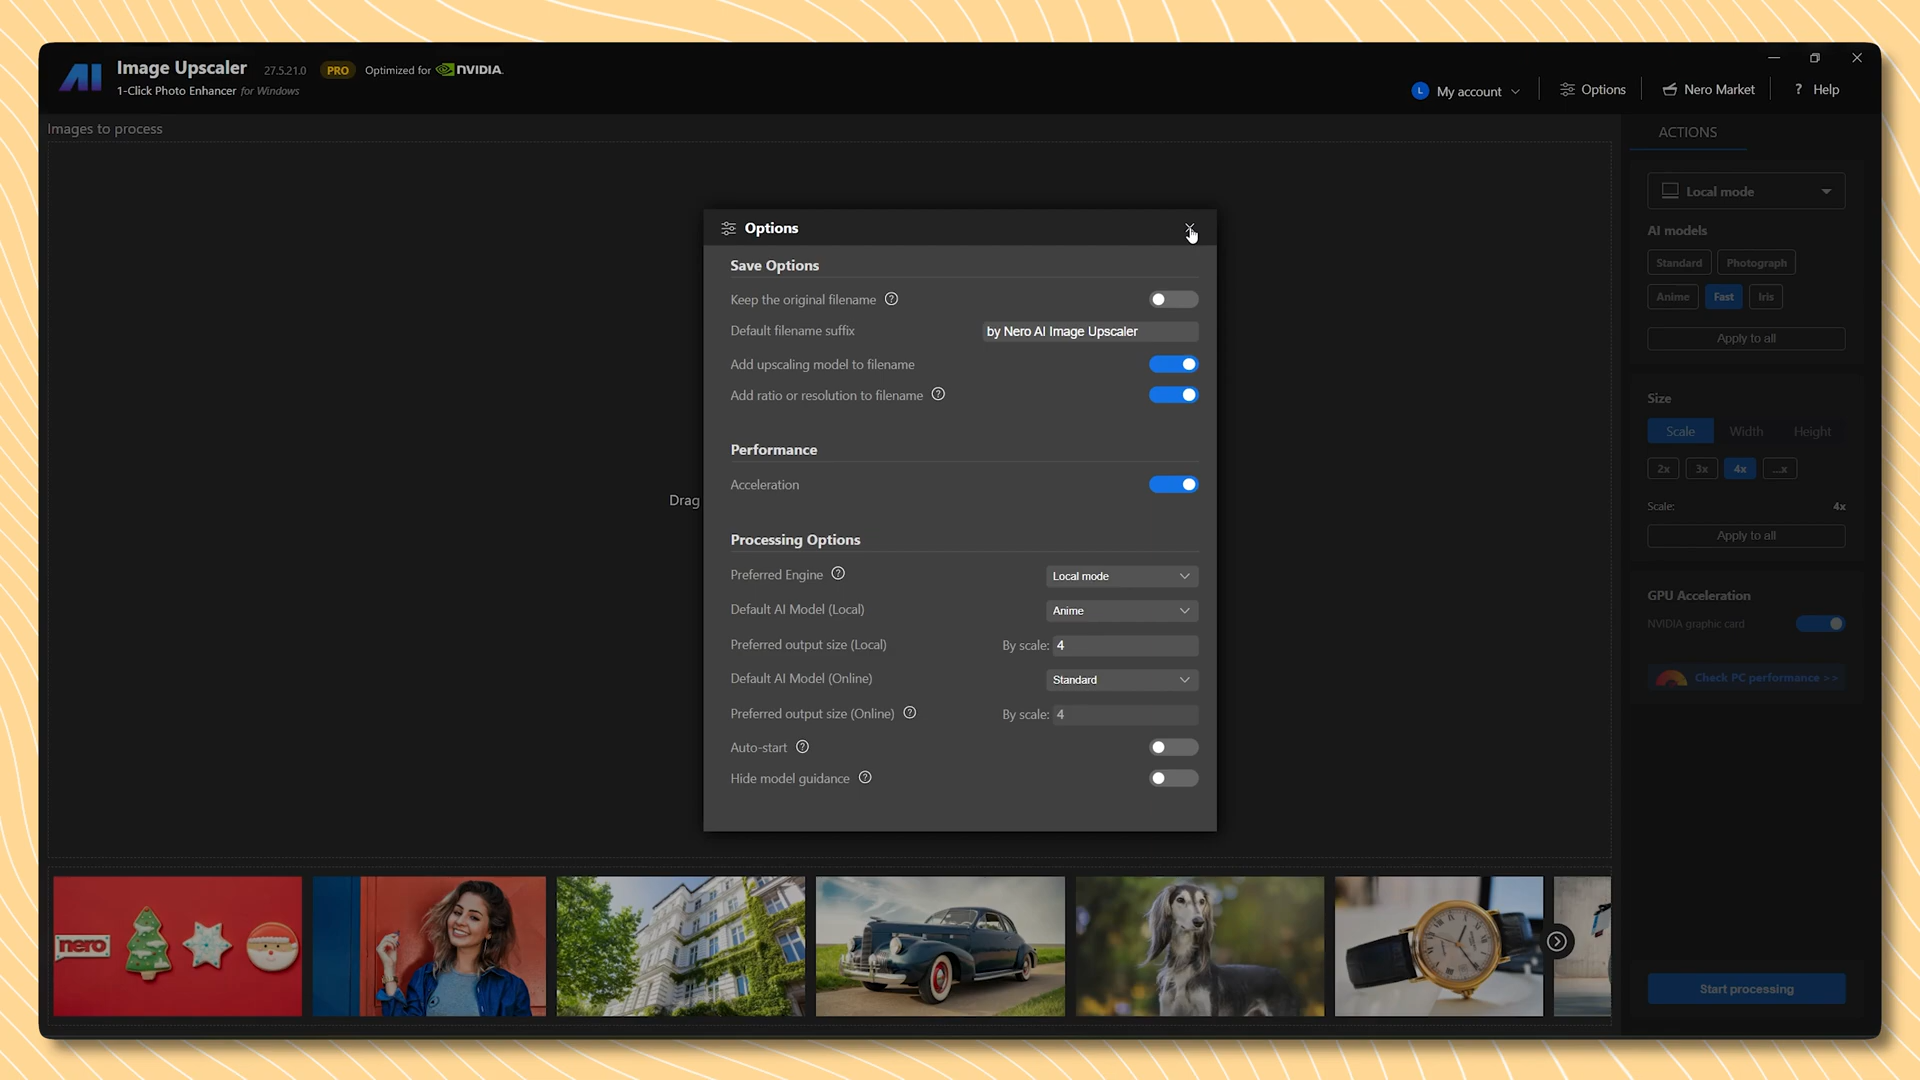 AI Image Upscaler 27.5.21.0 PRO Optimized for NVIDIA.
1-Click Photo Enhancer for Windows
L My account Options Nero Market ? Help
Images to process
ACTIONS
Local mode
AI models
Standard Photograph
Anime Fast Iris
Apply to all
Size
Scale Width Height
2x 3x 4x ...x
Scale: 4x
Apply to all
GPU Acceleration
NVIDIA graphic card
Check PC performance >>
Start processing
Drag
Options
Save Options
Keep the original filename ?
Default filename suffix by Nero AI Image Upscaler
Add upscaling model to filename
Add ratio or resolution to filename ?
Performance
Acceleration
Processing Options
Preferred Engine ? Local mode
Default AI Model (Local) Anime
Preferred output size (Local) By scale: 4
Default AI Model (Online) Standard
Preferred output size (Online) ? By scale: 4
Auto-start ?
Hide model guidance ?
nero